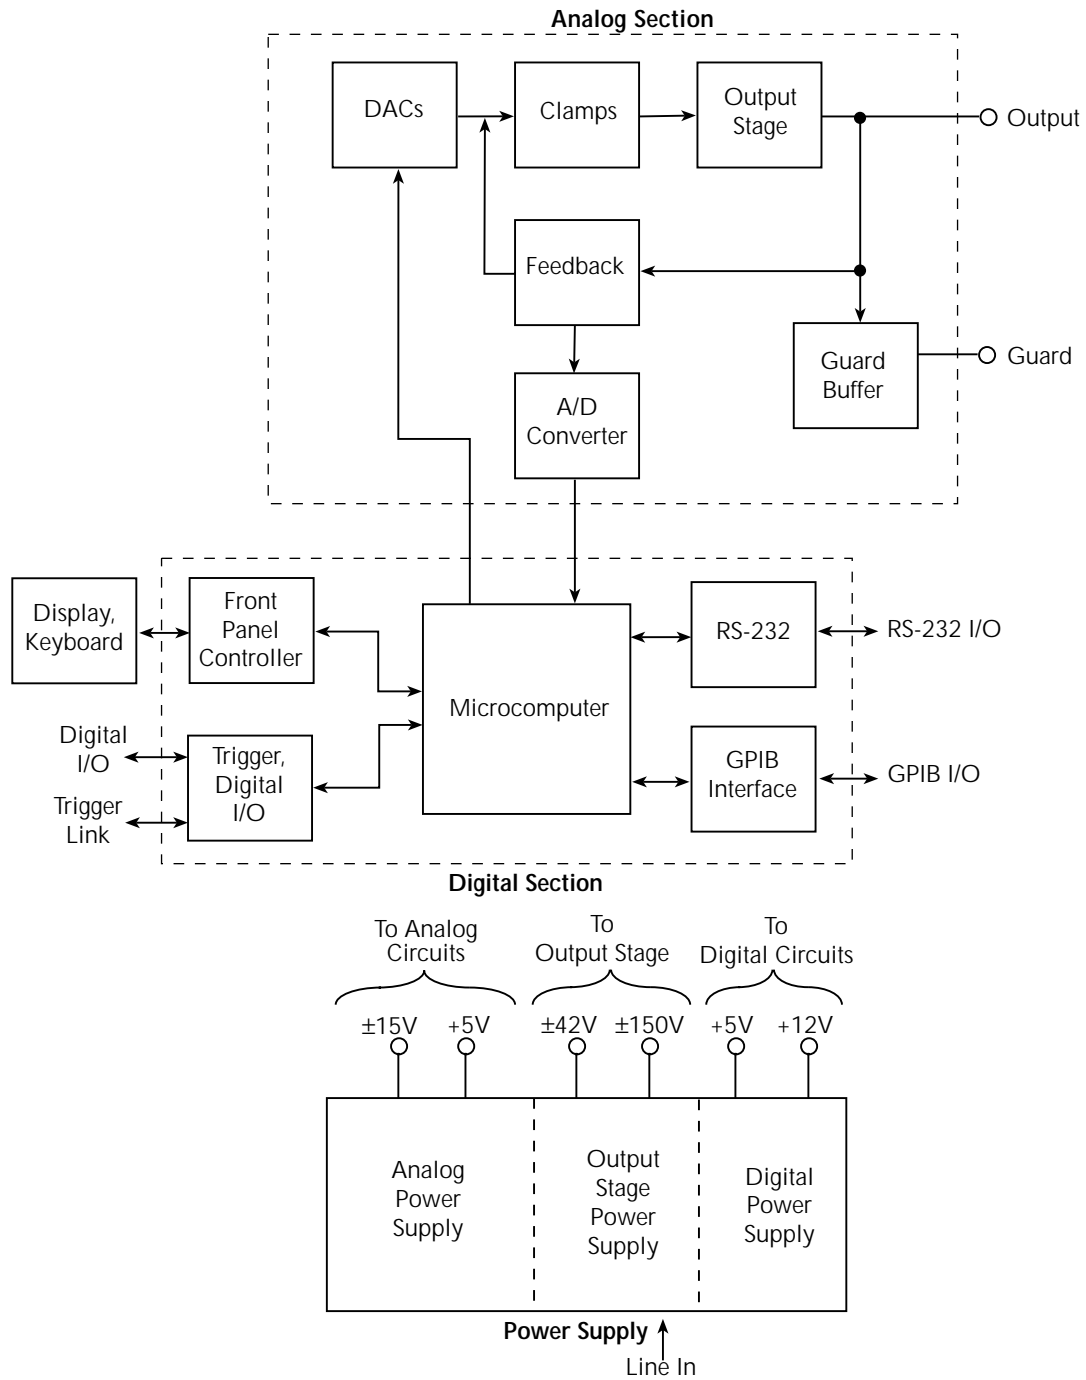 Analog Section
DACs
Clamps
Output
Stage
Output
Feedback
Guard
Buffer
Guard
A/D
Converter
Display,
Keyboard
Front
Panel
Controller
Microcomputer
RS-232
RS-232 I/O
Digital
I/O
Trigger
Link
Trigger,
Digital
I/O
GPIB
Interface
GPIB I/O
Digital Section
To Analog
Circuits
To
Output Stage
To
Digital Circuits
±15V
+5V
±42V
±150V
+5V
+12V
Analog
Power
Supply
Output
Stage
Power
Supply
Digital
Power
Supply
Power Supply
Line In